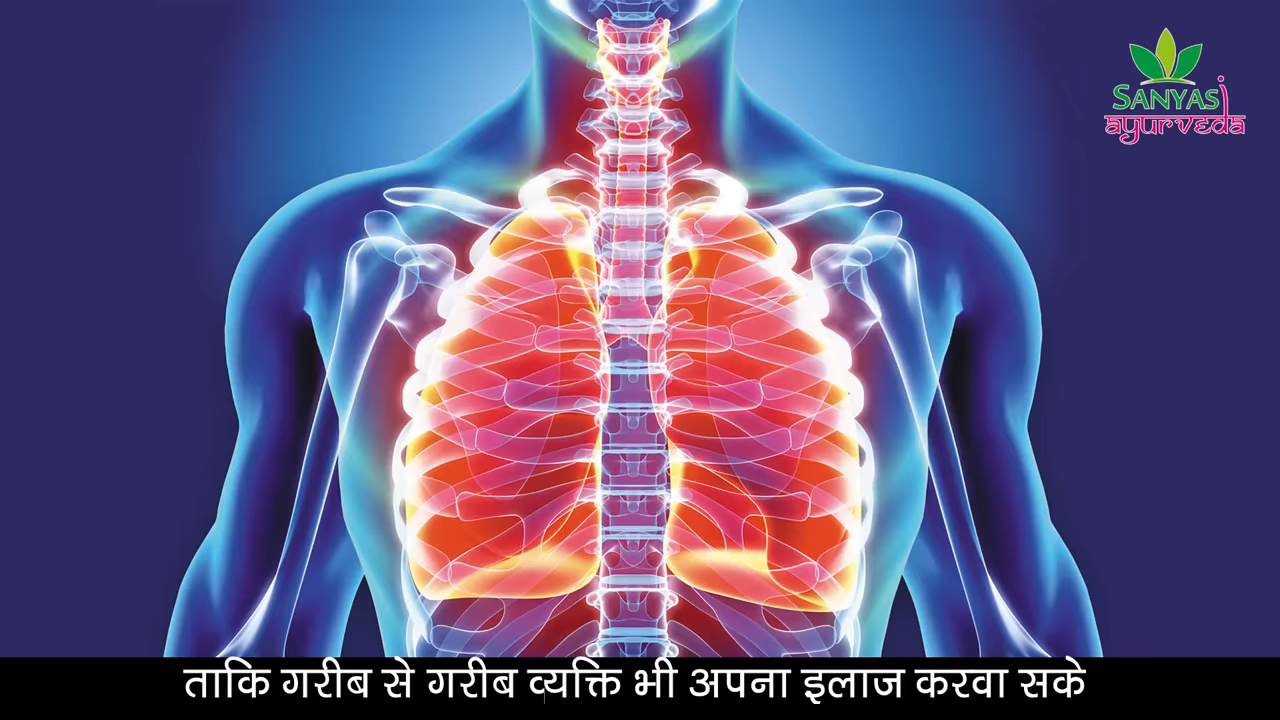 SANYASI
ayurveda
ताकि गरीब से गरीब व्यक्ति भी अपना इलाज करवा सके